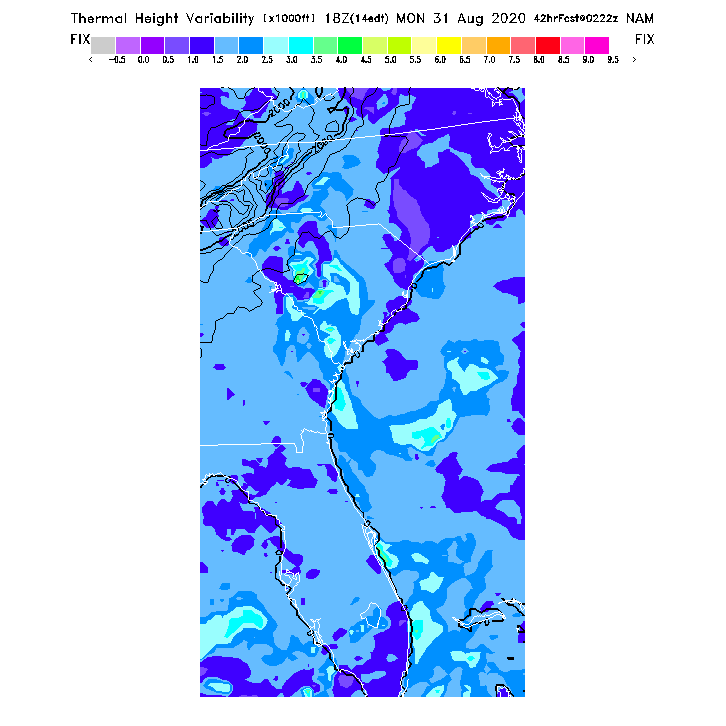 Thermal Height Variability [x1000ft] 18Z(14edt) MON 31 Aug 2020 42hrFcst@0222z NAM
FIX FIX
< -0.5 0.0 0.5 1.0 1.5 2.0 2.5 3.0 3.5 4.0 4.5 5.0 5.5 6.0 6.5 7.0 7.5 8.0 8.5 9.0 9.5 >
2000